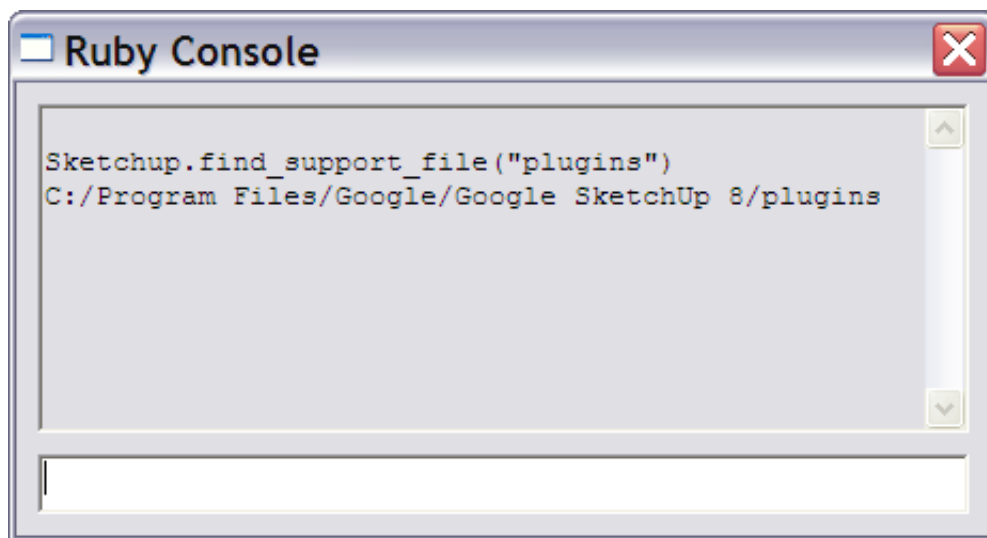 Ruby Console
Sketchup.find_support_file("plugins")
C:/Program Files/Google/Google SketchUp 8/plugins